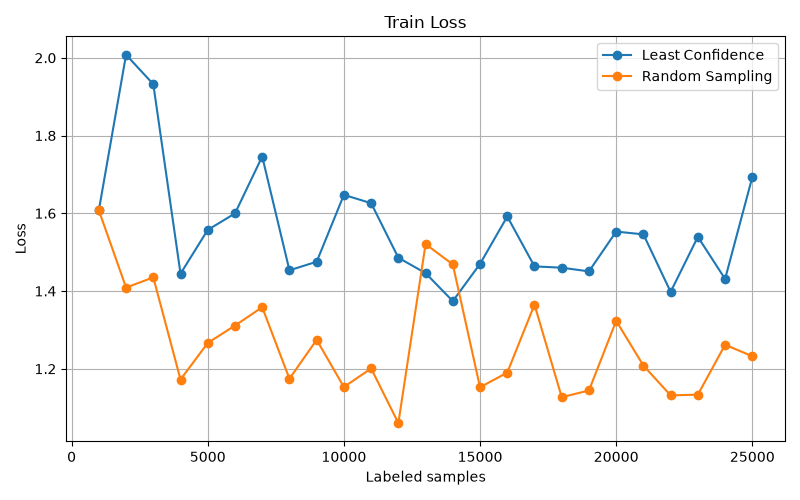 Train Loss
Least Confidence
Random Sampling
2.0
1.8
1.6
1.4
1.2
Loss
0
5000
10000
15000
20000
25000
Labeled samples